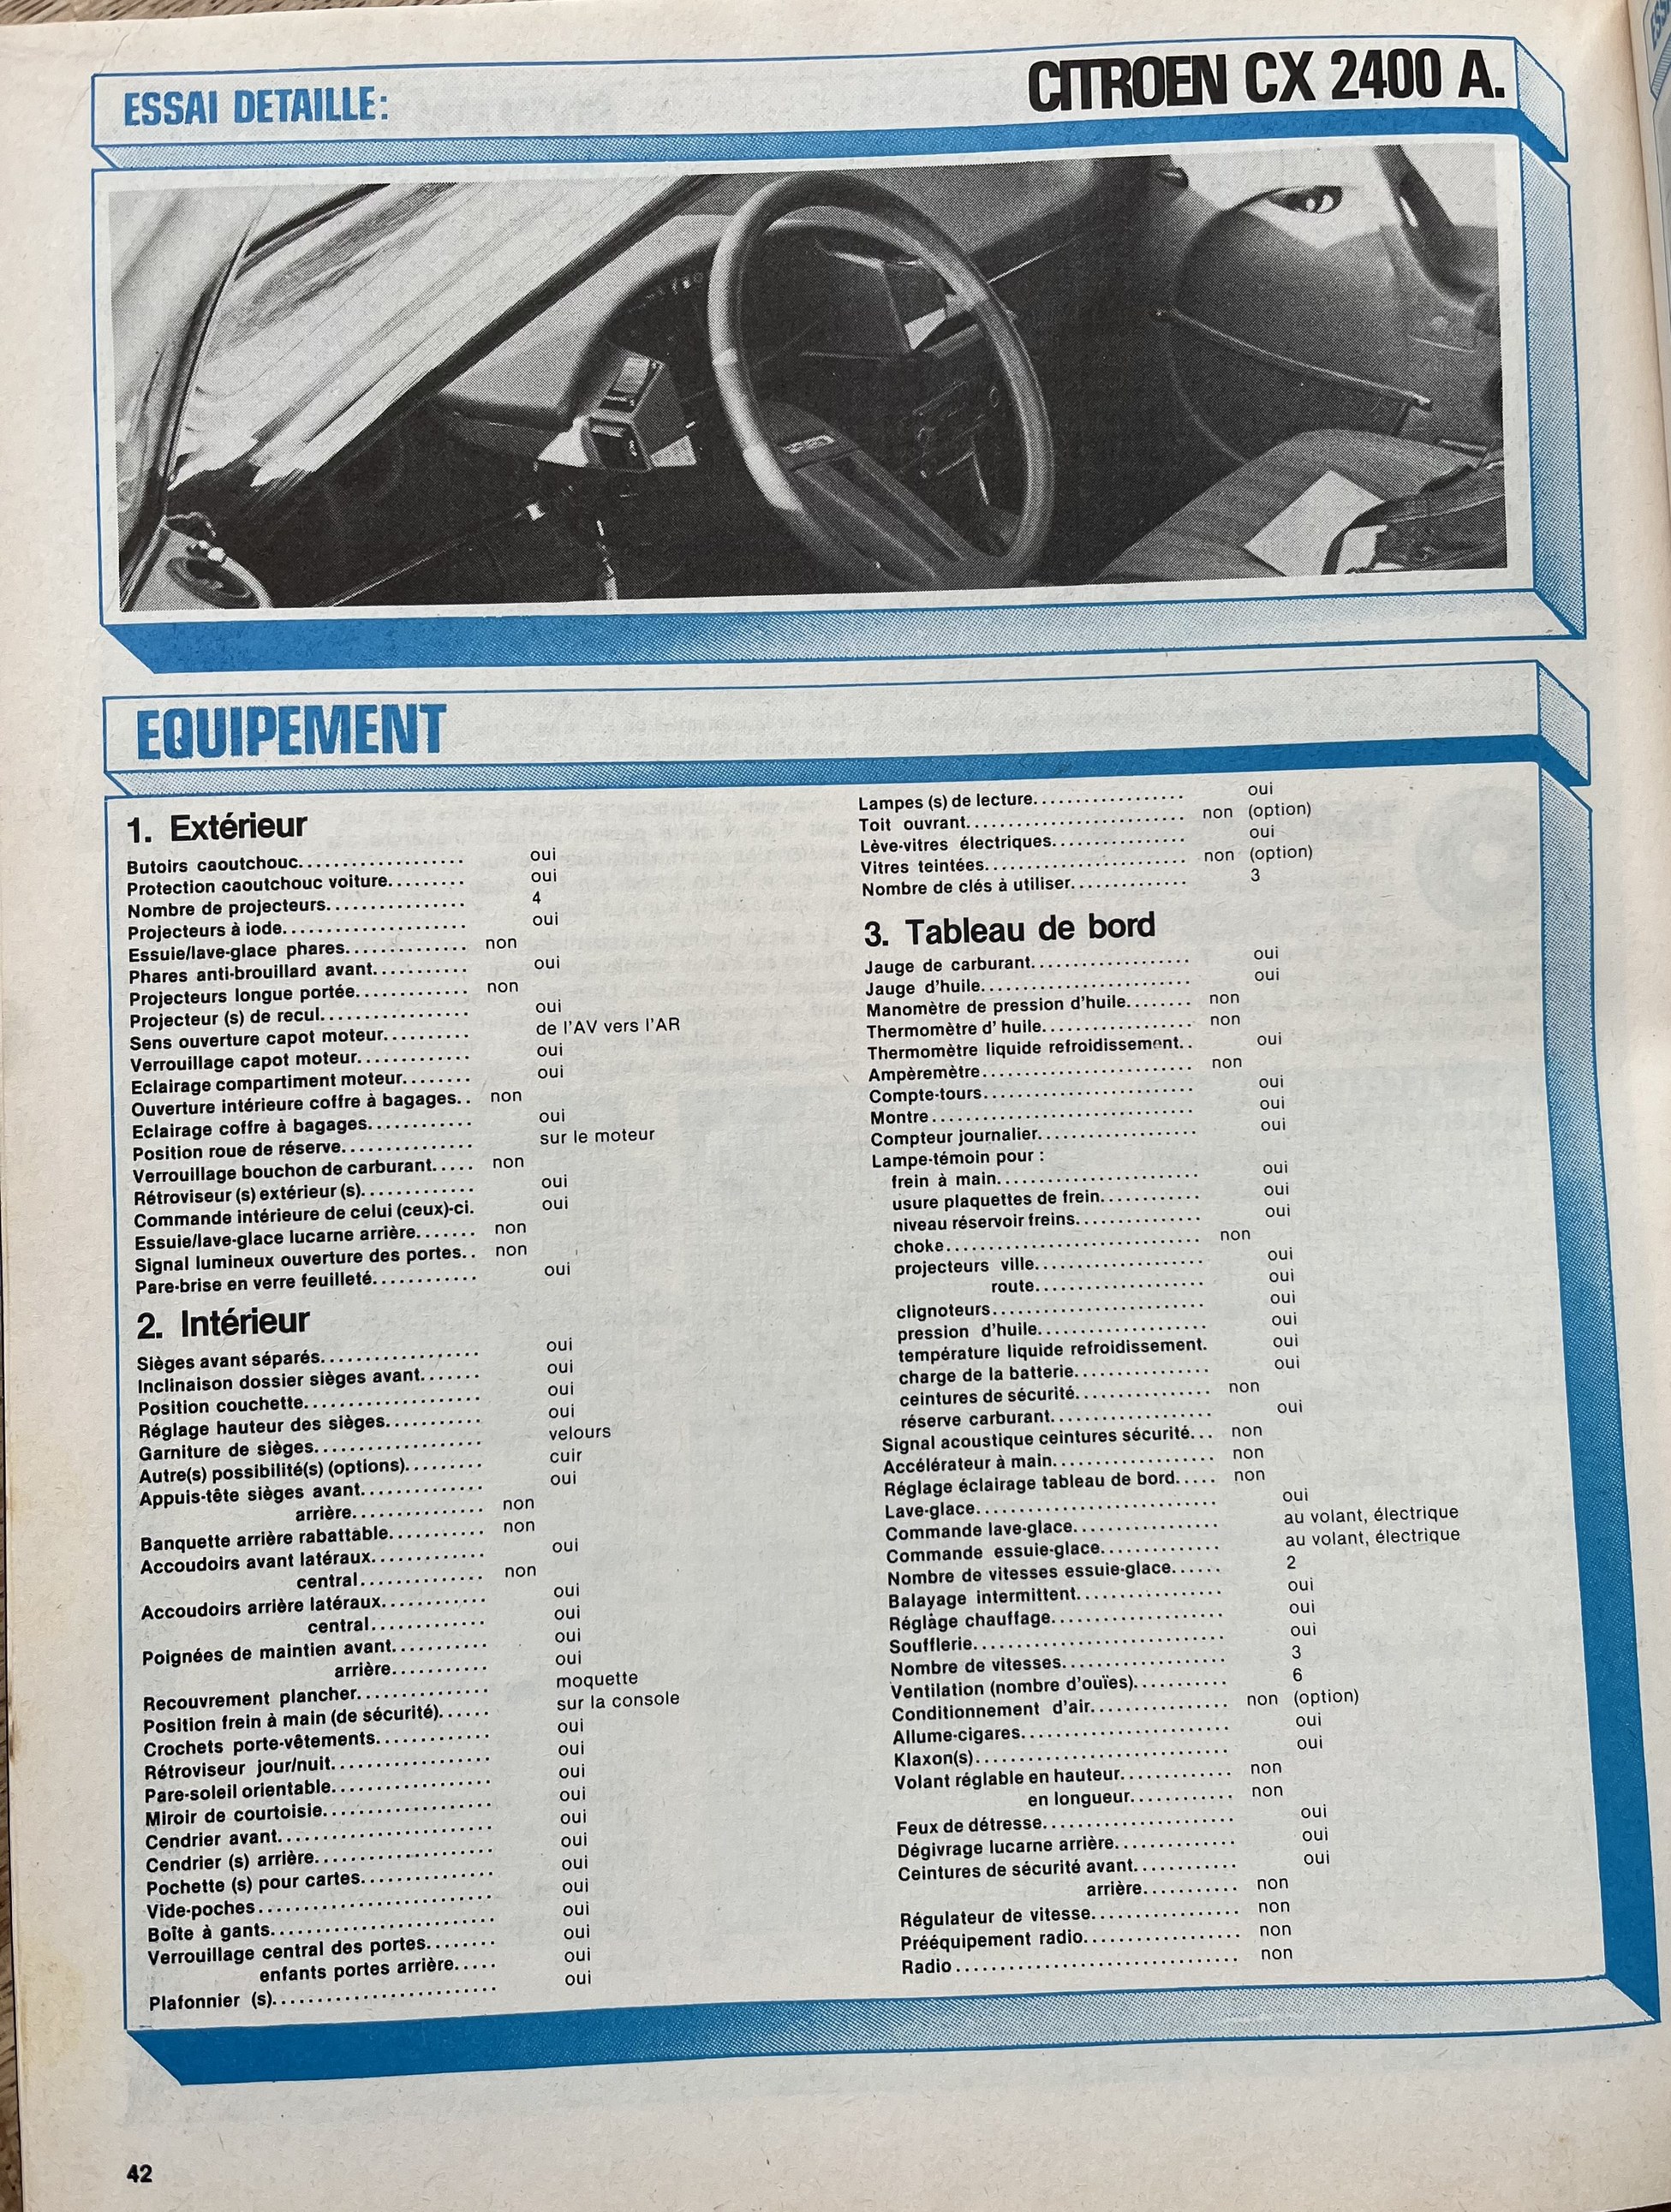 ESSAI DETAILLE:
CITROEN CX 2400 A.
EQUIPEMENT
1. Extérieur
Butoirs caoutchouc................... oui
Protection caoutchouc voiture......... oui
Nombre de projecteurs................ 4
Projecteurs à iode..................... oui
Essuie/lave-glace phares.............. non
Phares anti-brouillard avant........... oui
Projecteurs longue portée............. non
Projecteur (s) de recul................. oui
Sens ouverture capot moteur.......... de l'AV vers l'AR
Verrouillage capot moteur............. oui
Eclairage compartiment moteur........ oui
Ouverture intérieure coffre à bagages.. non
Eclairage coffre à bagages............ oui
Position roue de réserve............... sur le moteur
Verrouillage bouchon de carburant..... non
Rétroviseur (s) extérieur (s)............. oui
Commande intérieure de celui (ceux)-ci. oui
Essuie/lave-glace lucarne arrière....... non
Signal lumineux ouverture des portes.. non
Pare-brise en verre feuilleté............ oui
2. Intérieur
Sièges avant séparés.................. oui
Inclinaison dossier sièges avant....... oui
Position couchette.................... oui
Réglage hauteur des sièges........... oui
Garniture de sièges................... velours
Autre(s) possibilité(s) (options)......... cuir
Appuis-tête sièges avant.............. oui
arrière............... non
Banquette arrière rabattable........... non
Accoudoirs avant latéraux............. oui
central.............. non
Accoudoirs arrière latéraux............ oui
central............. oui
Poignées de maintien avant........... oui
arrière........... oui
Recouvrement plancher............... moquette
Position frein à main (de sécurité)...... sur la console
Crochets porte-vêtements............. oui
Rétroviseur jour/nuit.................. oui
Pare-soleil orientable.................. oui
Miroir de courtoisie................... oui
Cendrier avant........................ oui
Cendrier (s) arrière.................... oui
Pochette (s) pour cartes............... oui
Vide-poches.......................... oui
Boîte à gants......................... oui
Verrouillage central des portes........ oui
enfants portes arrière..... oui
Plafonnier (s)......................... oui
Lampes (s) de lecture................. oui
Toit ouvrant......................... non (option)
Lève-vitres électriques............... oui
Vitres teintées....................... non (option)
Nombre de clés à utiliser............. 3
3. Tableau de bord
Jauge de carburant.................. oui
Jauge d'huile........................ oui
Manomètre de pression d'huile........ non
Thermomètre d' huile................. non
Thermomètre liquide refroidissement.. oui
Ampèremètre........................ non
Compte-tours........................ oui
Montre.............................. oui
Compteur journalier.................. oui
Lampe-témoin pour :
frein à main....................... oui
usure plaquettes de frein........... oui
niveau réservoir freins.............. oui
choke............................. non
projecteurs ville................... oui
route................... oui
clignoteurs........................ oui
pression d'huile................... oui
température liquide refroidissement. oui
charge de la batterie............... oui
ceintures de sécurité............... non
réserve carburant.................. oui
Signal acoustique ceintures sécurité... non
Accélérateur à main.................. non
Réglage éclairage tableau de bord..... non
Lave-glace........................... oui
Commande lave-glace................ au volant, électrique
Commande essuie-glace............. au volant, électrique
Nombre de vitesses essuie-glace...... 2
Balayage intermittent................ oui
Réglage chauffage................... oui
Soufflerie............................ oui
Nombre de vitesses.................. 3
Ventilation (nombre d'ouïes).......... 6
Conditionnement d'air............... non (option)
Allume-cigares....................... oui
Klaxon(s)............................ oui
Volant réglable en hauteur............ non
en longueur............ non
Feux de détresse..................... oui
Dégivrage lucarne arrière............. oui
Ceintures de sécurité avant........... oui
arrière........... non
Régulateur de vitesse................ non
Prééquipement radio................. non
Radio................................ non
42